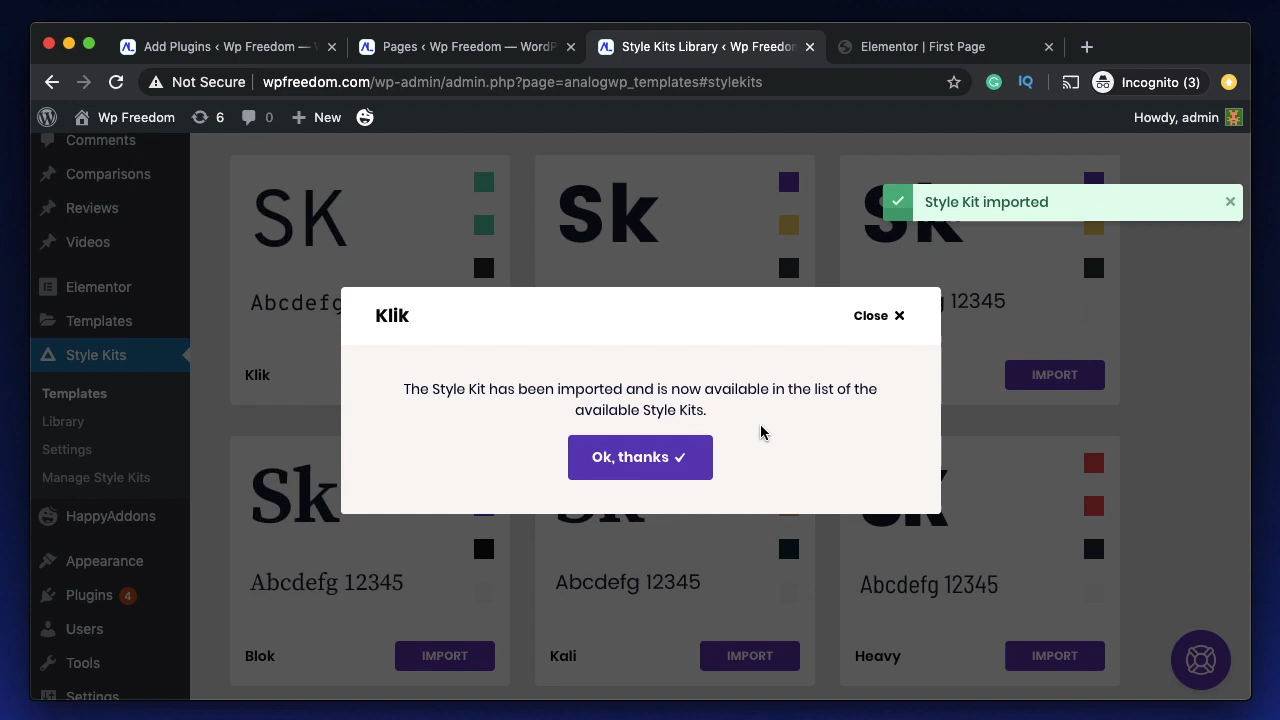 Add Plugins ‹ Wp Freedom —
Pages ‹ Wp Freedom — WordP
Style Kits Library ‹ Wp Freedom
Elementor | First Page
Not Secure
wpfreedom.com/wp-admin/admin.php?page=analogwp_templates#stylekits
IQ
Incognito (3)
Wp Freedom
6
0
New
Howdy, admin
Comments
Comparisons
Reviews
Videos
Elementor
Templates
Style Kits
Templates
Library
Settings
Manage Style Kits
HappyAddons
Appearance
Plugins 4
Users
Tools
Settings
SK
Sk
Sk
Style Kit imported
Abcdefg
12345
Klik
IMPORT
Klik
Close
The Style Kit has been imported and is now available in the list of the
available Style Kits.
Ok, thanks
Sk
Sk
Sk
Abcdefg 12345
Abcdefg 12345
Abcdefg 12345
Blok
IMPORT
Kali
IMPORT
Heavy
IMPORT